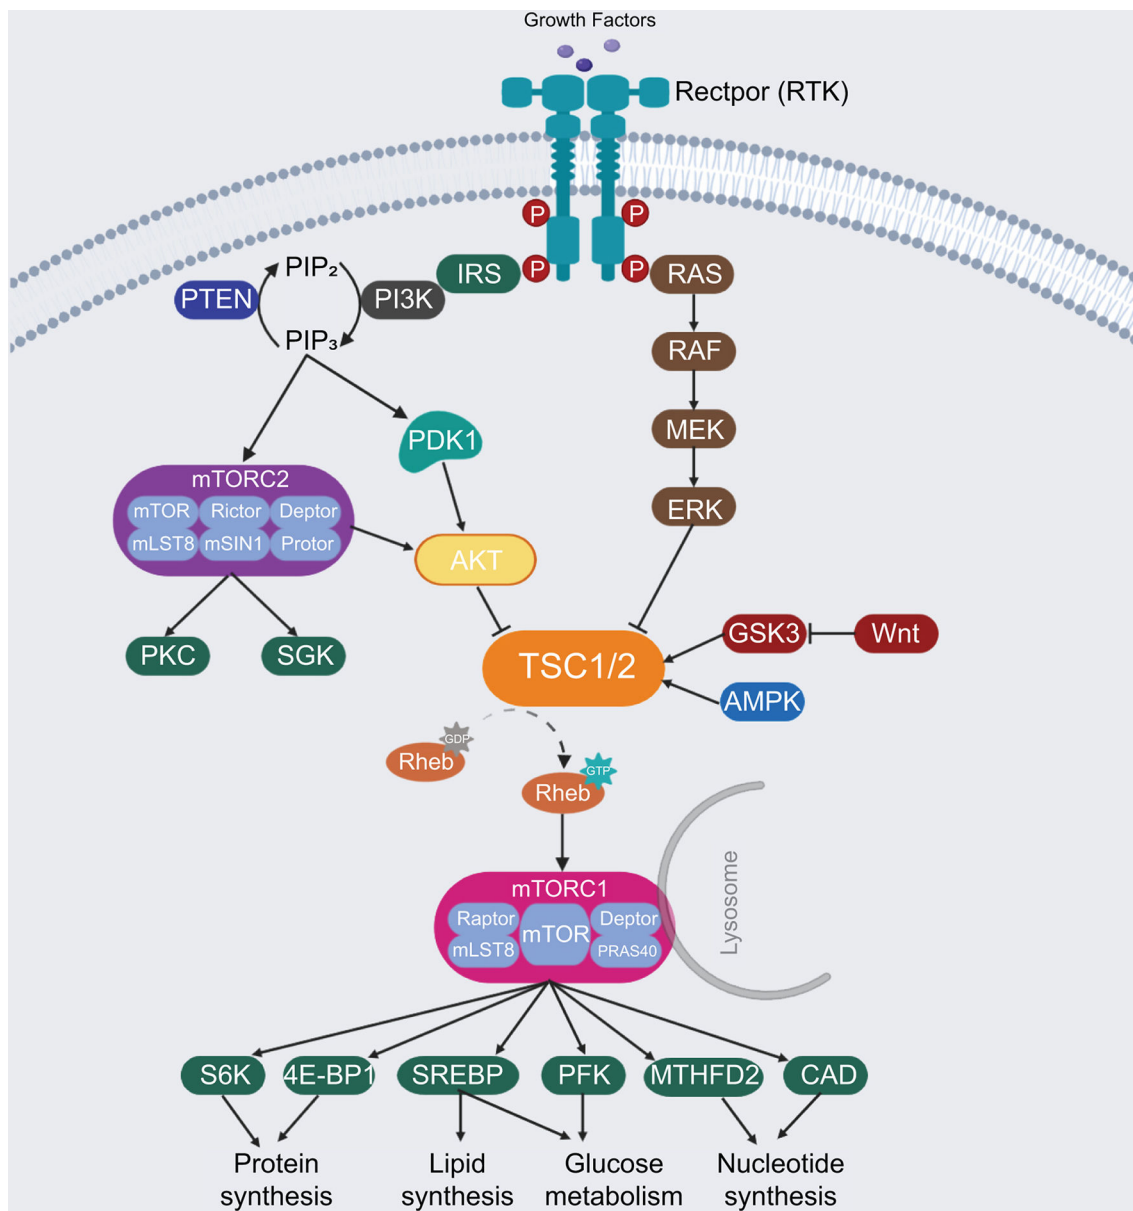 Growth Factors
Rectpor (RTK)
P
P
P
P
IRS
RAS
PIP₂
PTEN
PI3K
PIP₃
RAF
PDK1
MEK
mTORC2
mTOR
Rictor
Deptor
mLST8
mSIN1
Protor
ERK
AKT
PKC
SGK
TSC1/2
GSK3
Wnt
AMPK
GDP
Rheb
GTP
Rheb
Lysosome
mTORC1
Raptor
mTOR
Deptor
mLST8
PRAS40
S6K
4E-BP1
SREBP
PFK
MTHFD2
CAD
Protein
synthesis
Lipid
synthesis
Glucose
metabolism
Nucleotide
synthesis